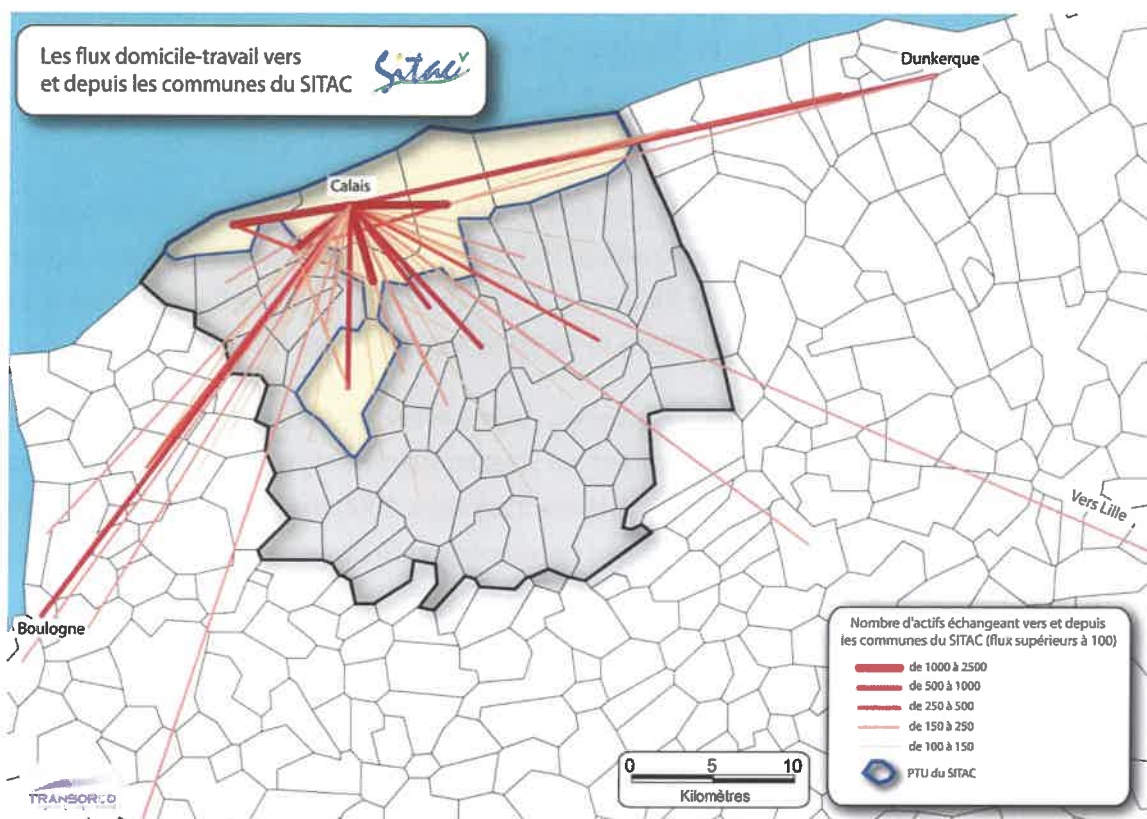 Les flux domicile-travail vers
et depuis les communes du SITAC
Sitac
Dunkerque
Calais
Vers Lille
Boulogne
Nombre d'actifs échangeant vers et depuis
les communes du SITAC (flux supérieurs à 100)
de 1000 à 2500
de 500 à 1000
de 250 à 500
de 150 à 250
de 100 à 150
PTU du SITAC
0 5 10
Kilomètres